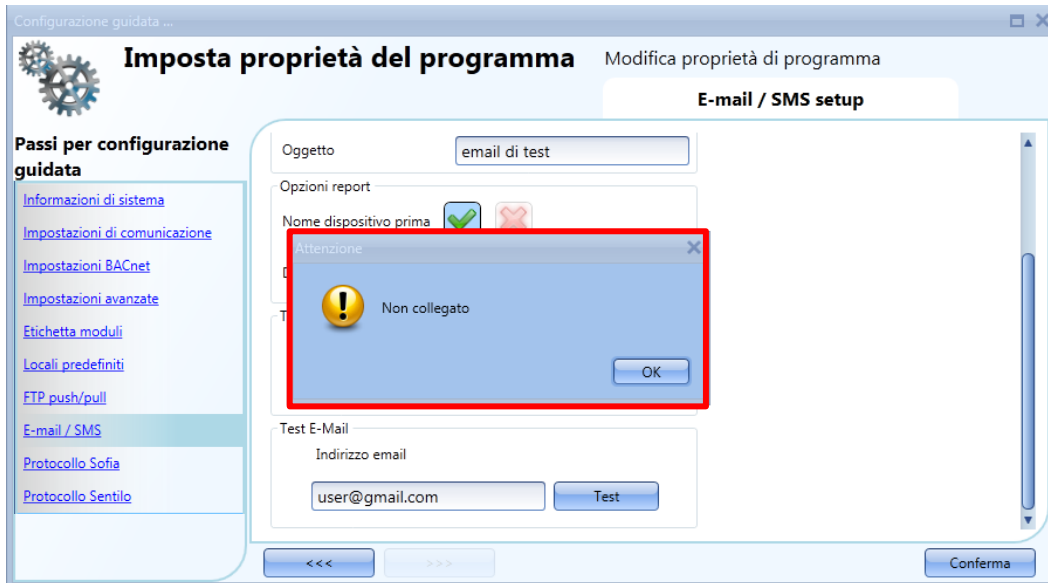 Configurazione guidata ...
Imposta proprietà del programma
Modifica proprietà di programma
E-mail / SMS setup
Passi per configurazione
guidata
Informazioni di sistema
Impostazioni di comunicazione
Impostazioni BACnet
Impostazioni avanzate
Etichetta moduli
Locali predefiniti
FTP push/pull
E-mail / SMS
Protocollo Sofia
Protocollo Sentilo
Oggetto
email di test
Opzioni report
Nome dispositivo prima
Attenzione
Non collegato
OK
Test E-Mail
Indirizzo email
user@gmail.com
Test
<<<
>>>
Conferma